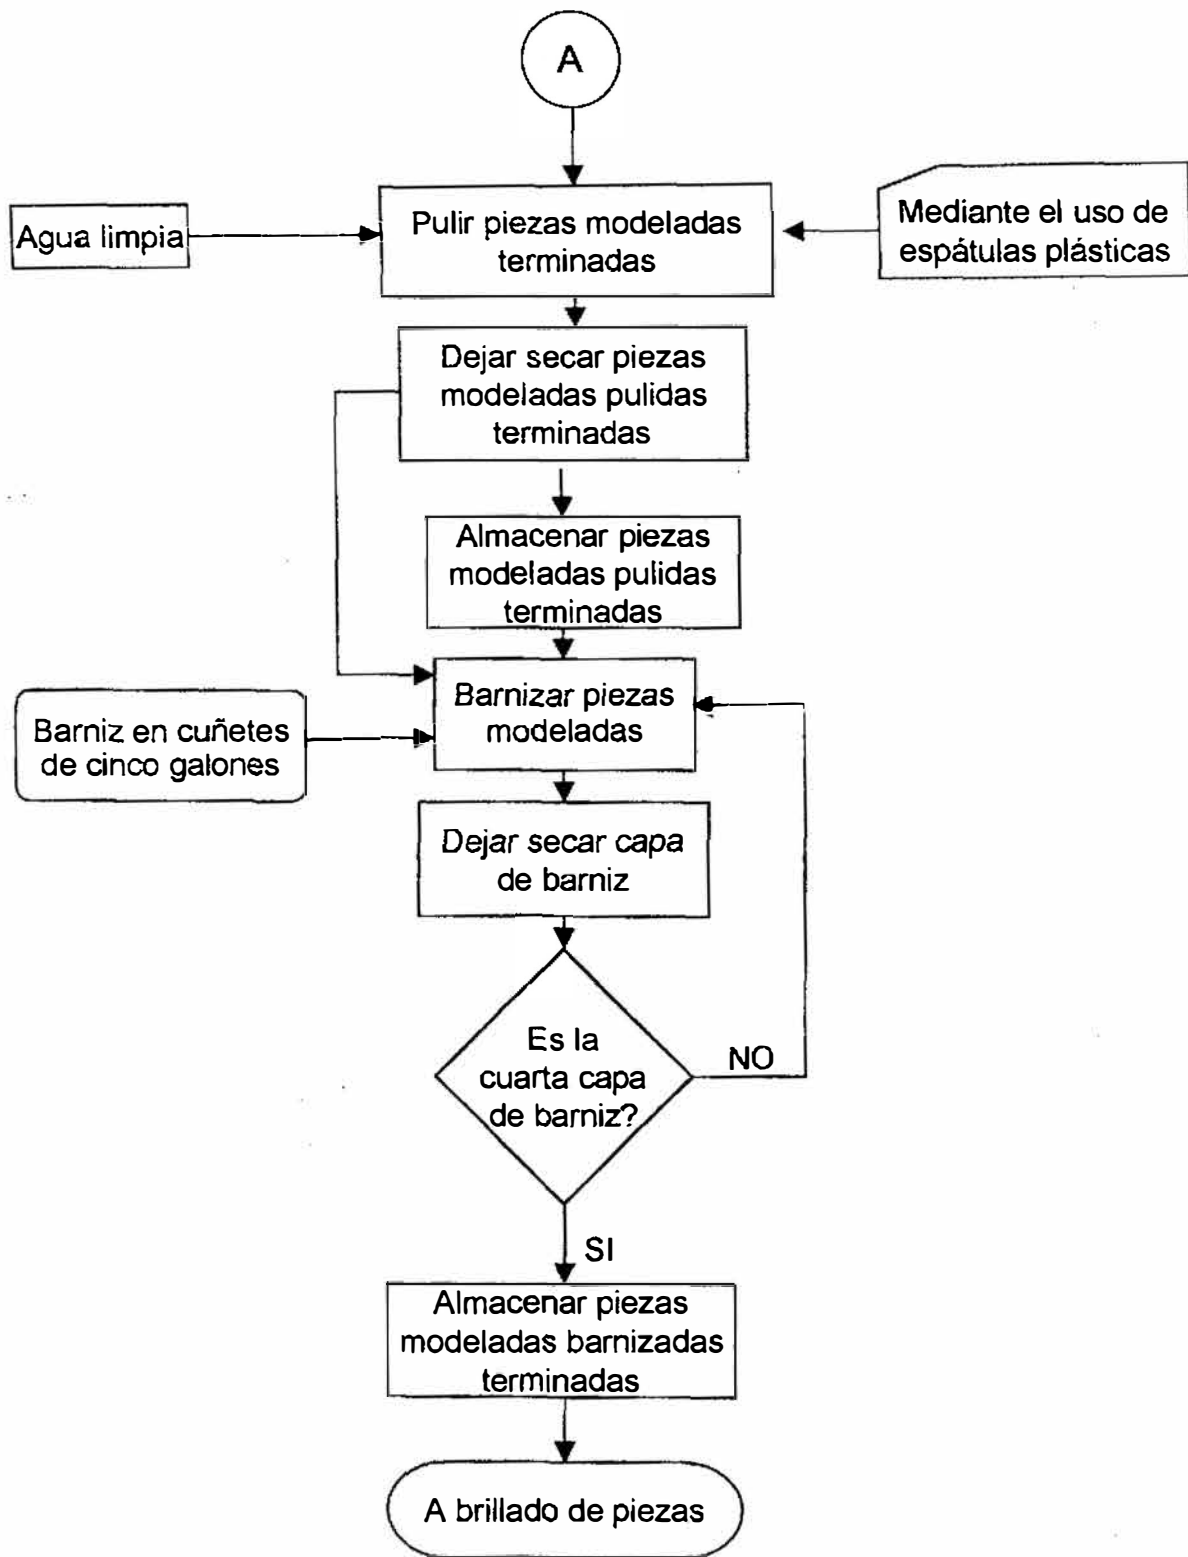 A
Agua limpia
Pulir piezas modeladas
terminadas
Mediante el uso de
espátulas plásticas
Dejar secar piezas
modeladas pulidas
terminadas
Almacenar piezas
modeladas pulidas
terminadas
Barniz en cuñetes
de cinco galones
Barnizar piezas
modeladas
Dejar secar capa
de barniz
Es la
cuarta capa
de barniz?
NO
SI
Almacenar piezas
modeladas barnizadas
terminadas
A brillado de piezas